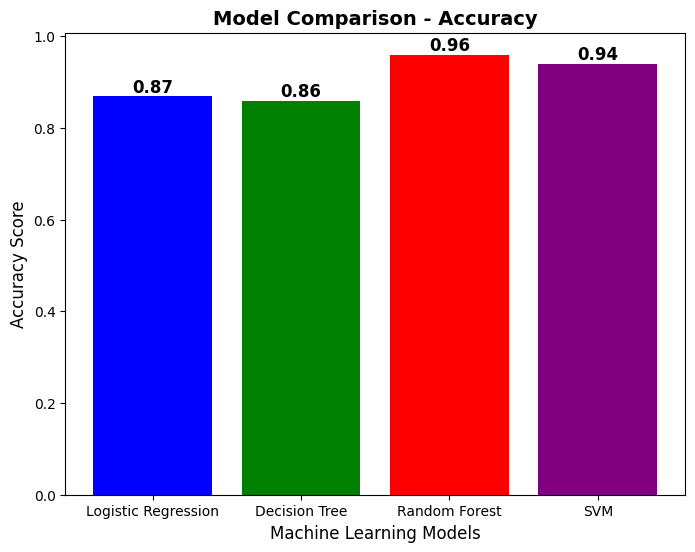 Model Comparison - Accuracy
1.0
0.8
0.6
0.4
0.2
0.0
Accuracy Score
0.87
0.86
0.96
0.94
Logistic Regression
Decision Tree
Random Forest
SVM
Machine Learning Models